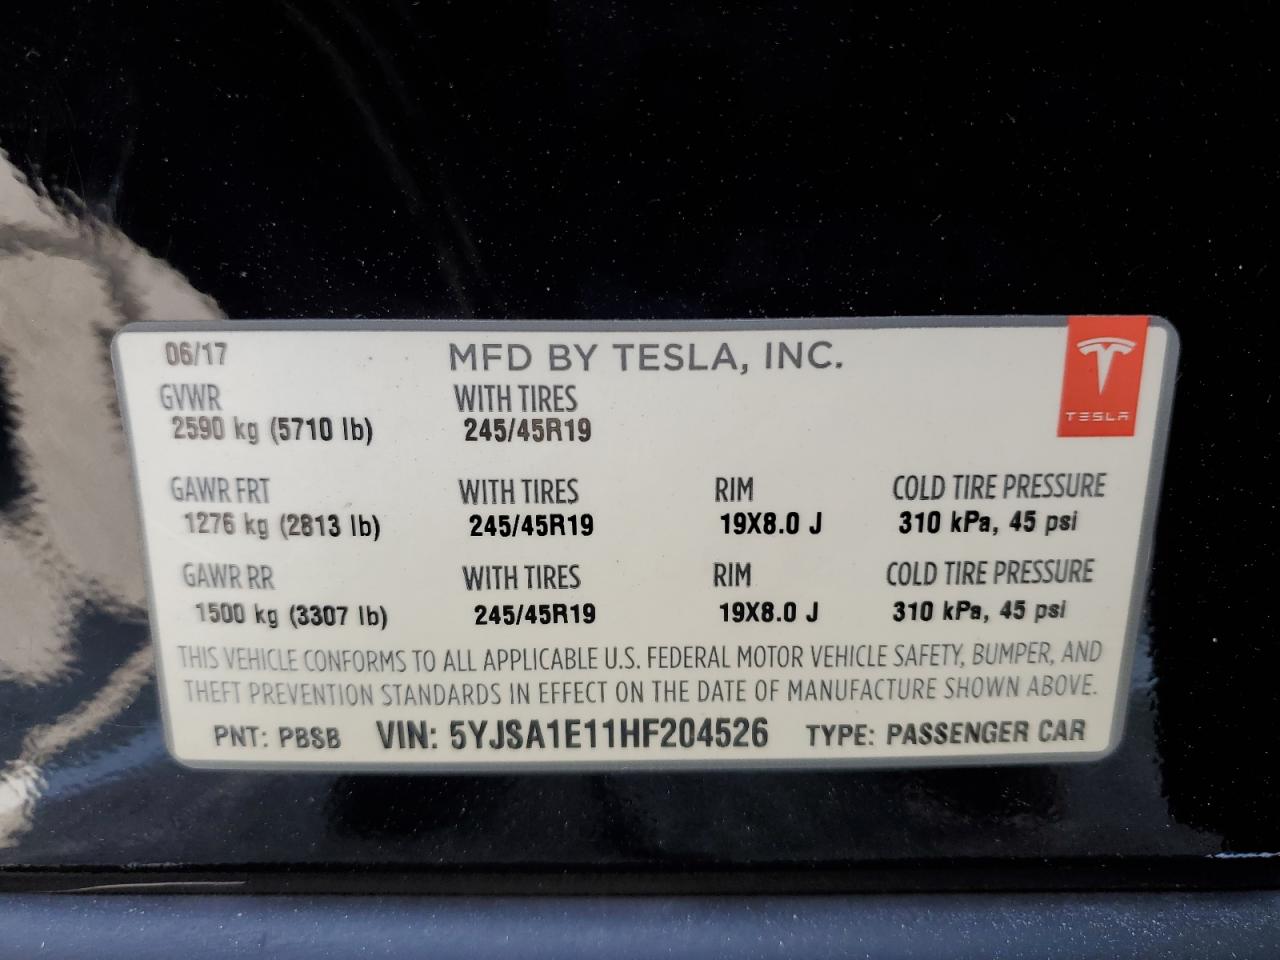 06/17 MFD BY TESLA, INC.
TESLA
GVWR WITH TIRES
2590 kg (5710 lb) 245/45R19
GAWR FRT WITH TIRES RIM COLD TIRE PRESSURE
1276 kg (2813 lb) 245/45R19 19X8.0 J 310 kPa, 45 psi
GAWR RR WITH TIRES RIM COLD TIRE PRESSURE
1500 kg (3307 lb) 245/45R19 19X8.0 J 310 kPa, 45 psi
THIS VEHICLE CONFORMS TO ALL APPLICABLE U.S. FEDERAL MOTOR VEHICLE SAFETY, BUMPER, AND
THEFT PREVENTION STANDARDS IN EFFECT ON THE DATE OF MANUFACTURE SHOWN ABOVE.
PNT: PBSB VIN: 5YJSA1E11HF204526 TYPE: PASSENGER CAR